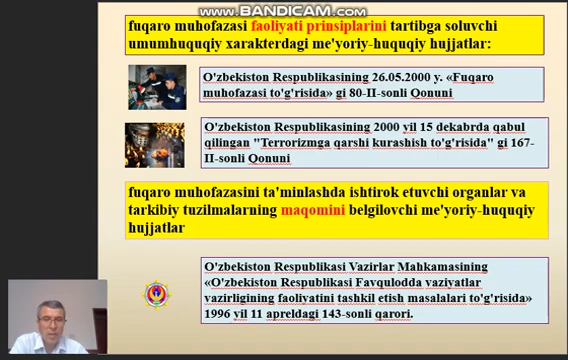 www.BANDICAM.com
fuqaro muhofazasi faoliyati prinsiplarini tartibga soluvchi
umumhuquqiy xarakterdagi me'yoriy-huquqiy hujjatlar:
O'zbekiston Respublikasining 26.05.2000 y. «Fuqaro
muhofazasi to'g'risida» gi 80-II-sonli Qonuni
O'zbekiston Respublikasining 2000 yil 15 dekabrda qabul
qilingan "Terrorizmga qarshi kurashish to'g'risida" gi 167-
II-sonli Qonuni
fuqaro muhofazasini ta'minlashda ishtirok etuvchi organlar va
tarkibiy tuzilmalarning maqomini belgilovchi me'yoriy-huquqiy
hujjatlar
O'zbekiston Respublikasi Vazirlar Mahkamasining
«O'zbekiston Respublikasi Favqulodda vaziyatlar
vazirligining faoliyatini tashkil etish masalalari to'g'risida»
1996 yil 11 apreldagi 143-sonli qarori.